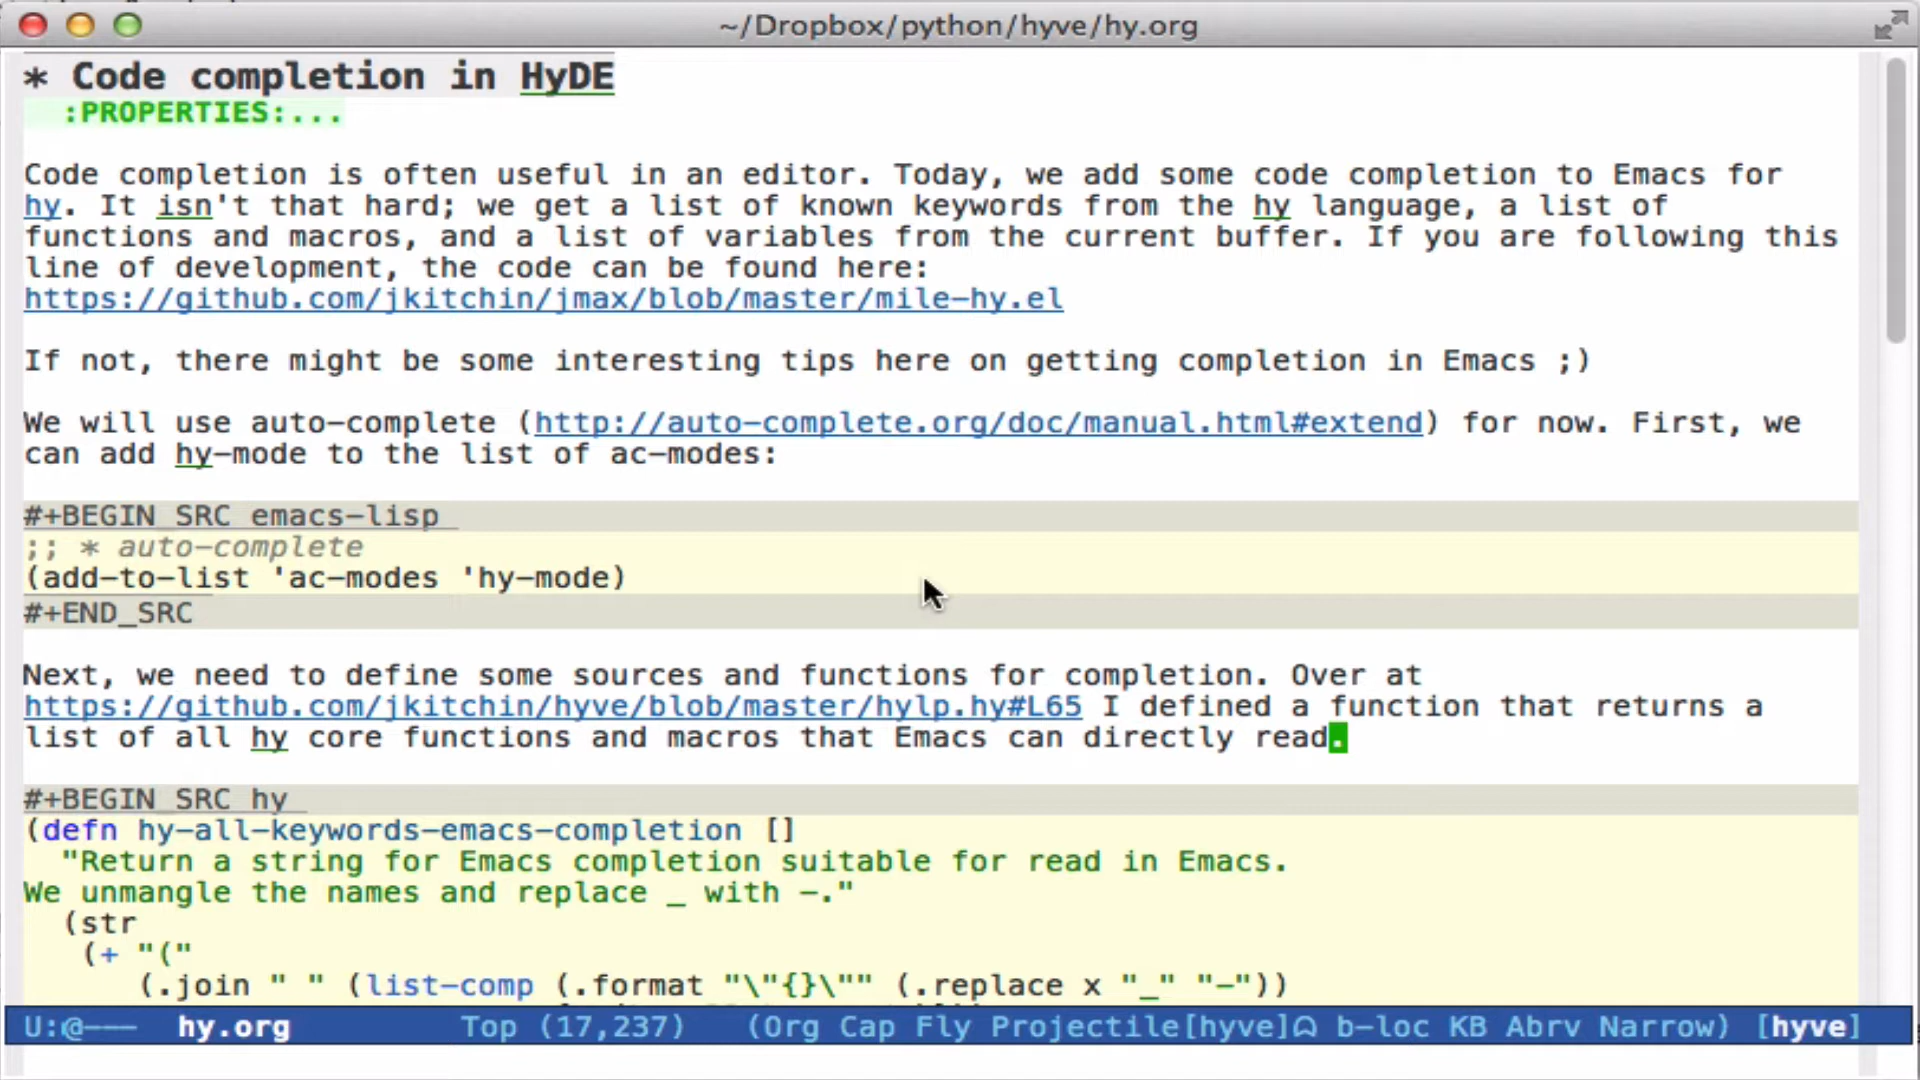 ~/Dropbox/python/hyve/hy.org
* Code completion in HyDE
:PROPERTIES:...
Code completion is often useful in an editor. Today, we add some code completion to Emacs for
hy. It isn't that hard; we get a list of known keywords from the hy language, a list of
functions and macros, and a list of variables from the current buffer. If you are following this
line of development, the code can be found here:
https://github.com/jkitchin/jmax/blob/master/mile-hy.el
If not, there might be some interesting tips here on getting completion in Emacs ;)
We will use auto-complete (http://auto-complete.org/doc/manual.html#extend) for now. First, we
can add hy-mode to the list of ac-modes:
#+BEGIN_SRC emacs-lisp
;; * auto-complete
(add-to-list 'ac-modes 'hy-mode)
#+END_SRC
Next, we need to define some sources and functions for completion. Over at
https://github.com/jkitchin/hyve/blob/master/hylp.hy#L65 I defined a function that returns a
list of all hy core functions and macros that Emacs can directly read.
#+BEGIN_SRC hy
(defn hy-all-keywords-emacs-completion []
"Return a string for Emacs completion suitable for read in Emacs.
We unmangle the names and replace _ with -."
(str
(+ "("
(.join " " (list-comp (.format "\"{}\"" (.replace x "_" "-"))
U:@--- hy.org Top (17,237) (Org Cap Fly Projectile[hyve] b-loc KB Abrv Narrow) [hyve]